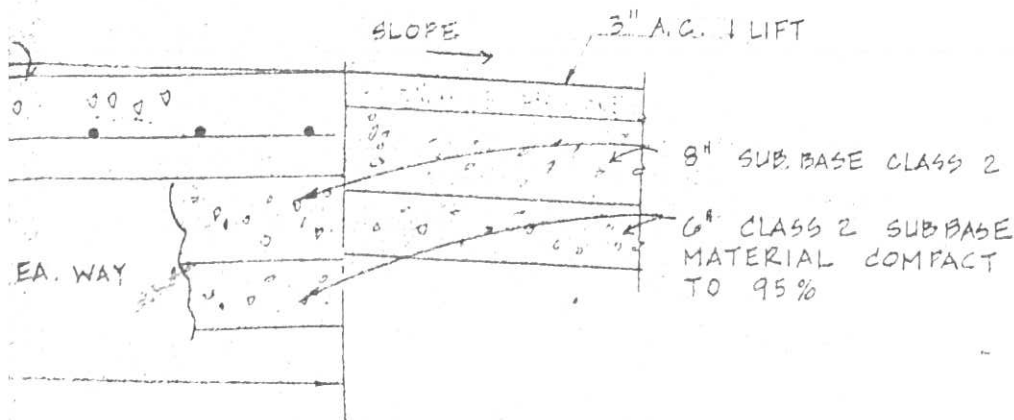 SLOPE
3" A.C. 1 LIFT
8" SUB.BASE CLASS 2
6" CLASS 2 SUBBASE
MATERIAL COMPACT
TO 95%
EA. WAY